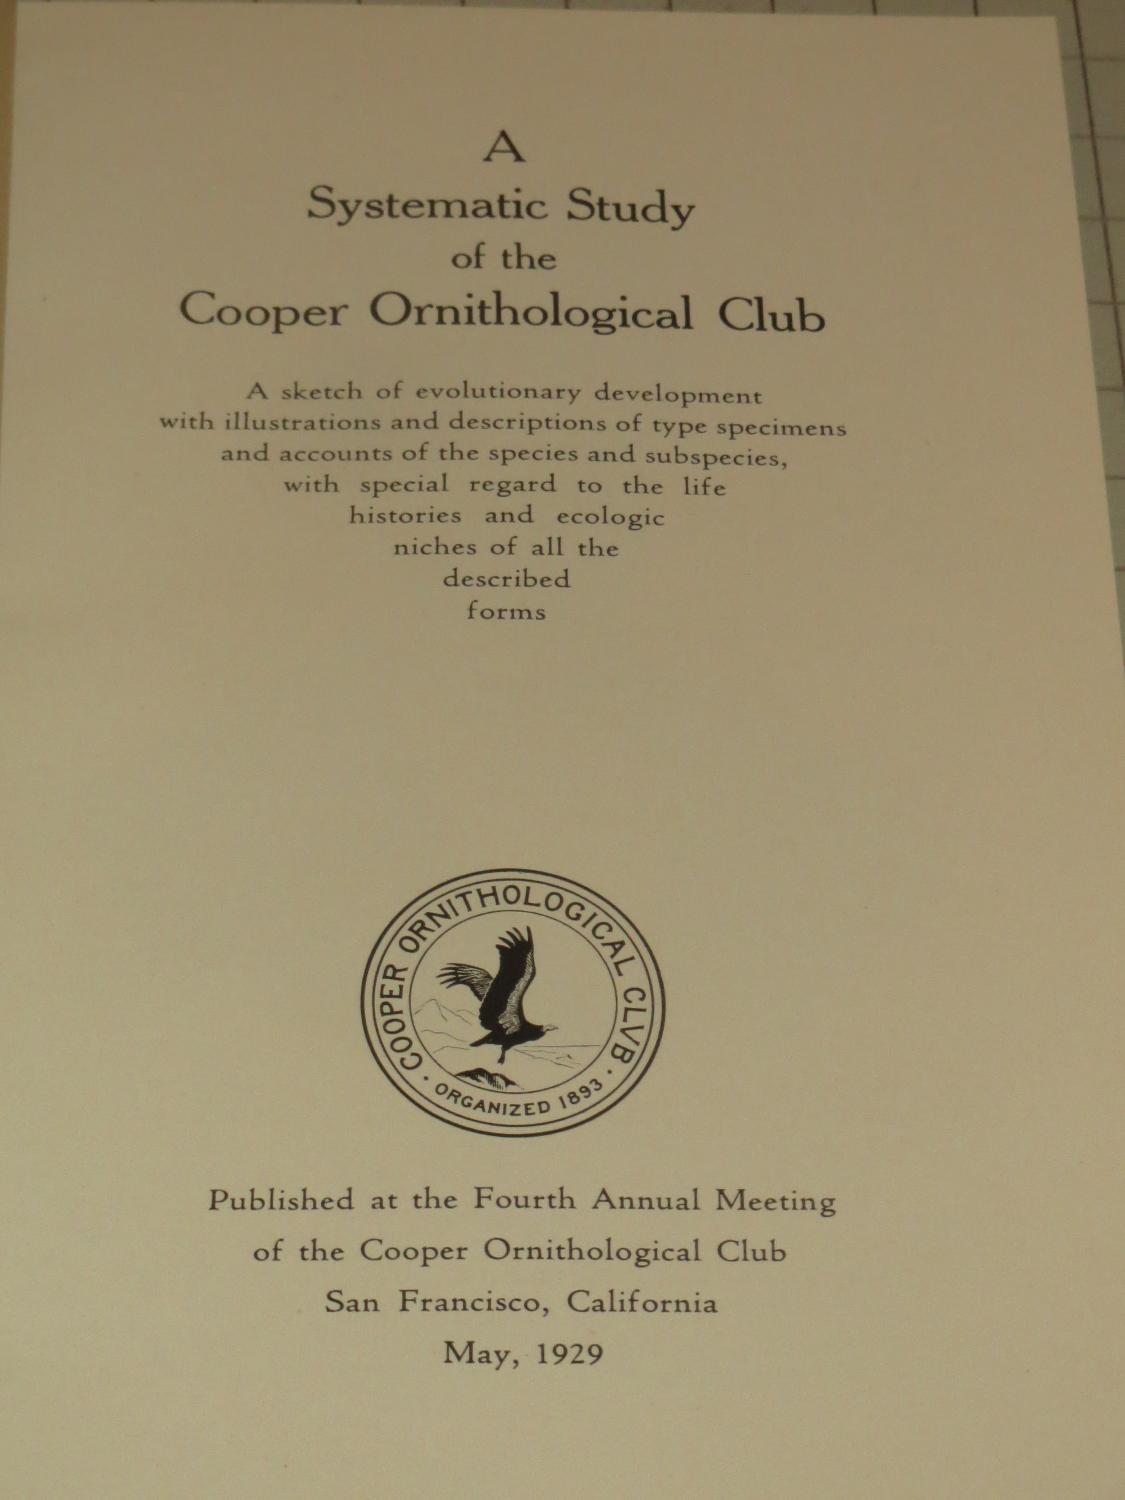 A
Systematic Study
of the
Cooper Ornithological Club
A sketch of evolutionary development
with illustrations and descriptions of type specimens
and accounts of the species and subspecies,
with special regard to the life
histories and ecologic
niches of all the
described
forms
COOPER ORNITHOLOGICAL CLVB
· ORGANIZED 1893 ·
Published at the Fourth Annual Meeting
of the Cooper Ornithological Club
San Francisco, California
May, 1929